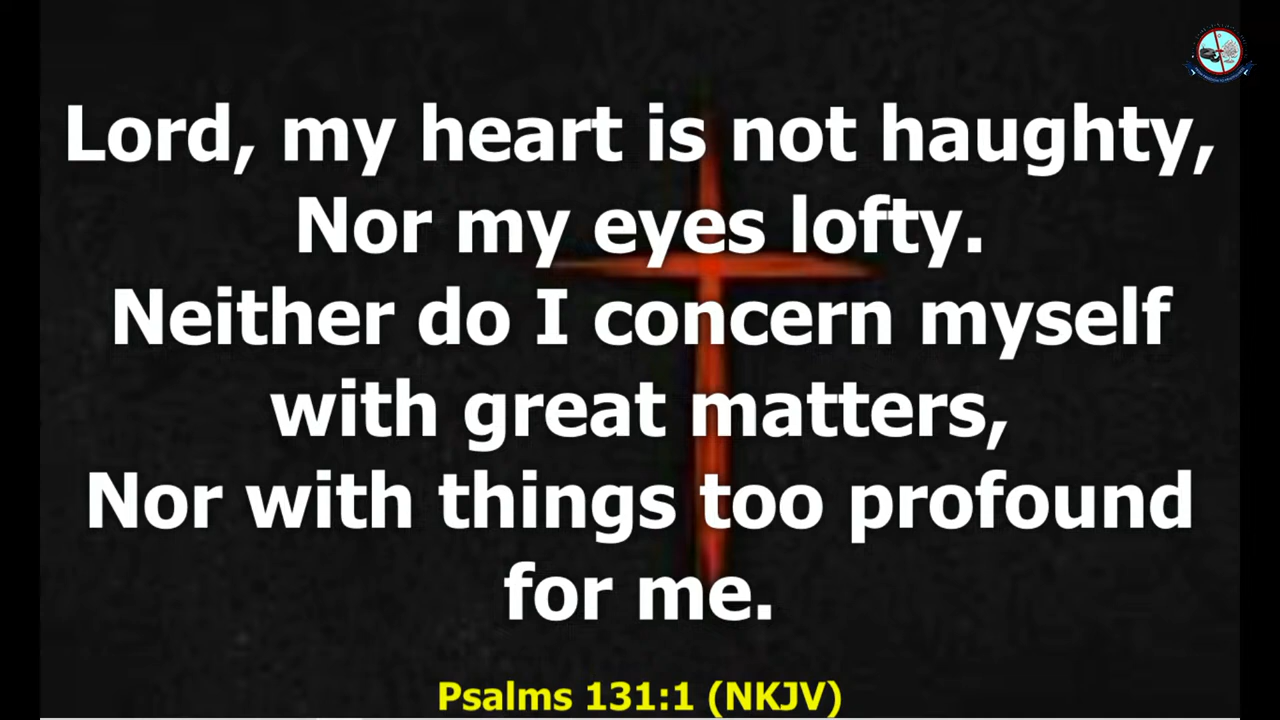 Lord, my heart is not haughty,
Nor my eyes lofty.
Neither do I concern myself
with great matters,
Nor with things too profound
for me.
Psalms 131:1 (NKJV)